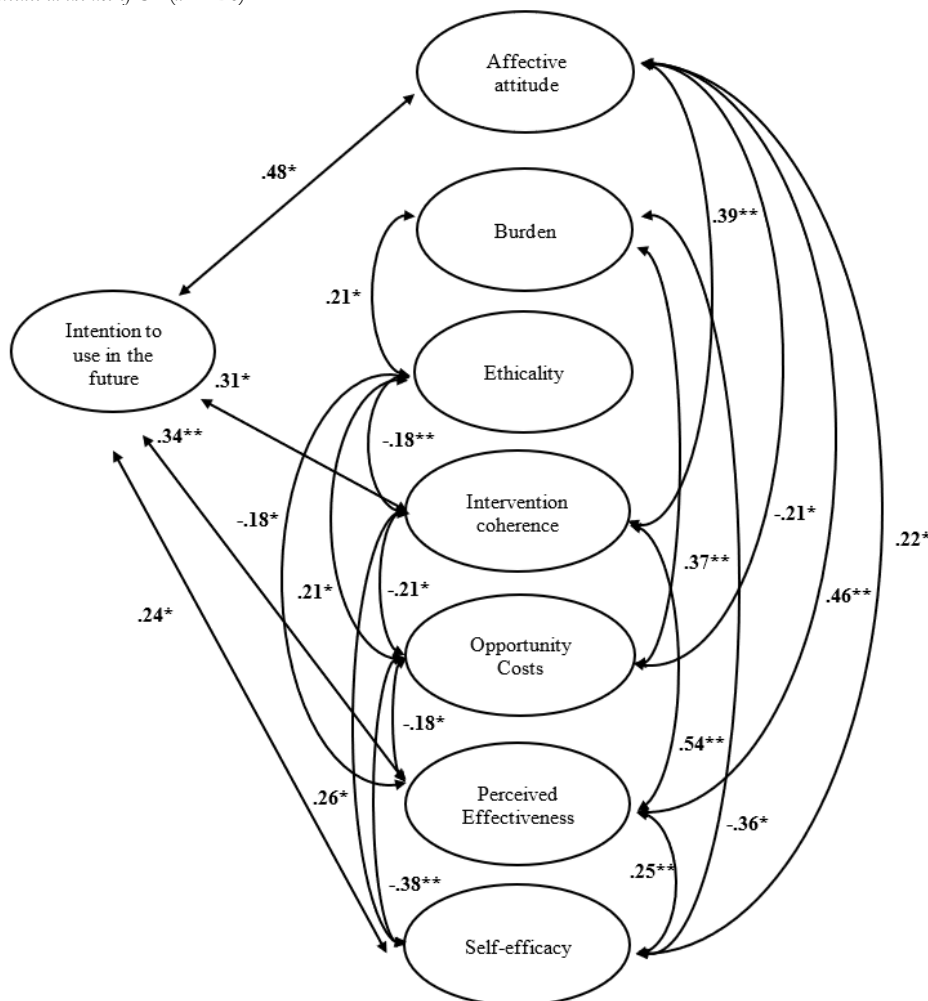 Affective
attitude
.48*
.39**
Burden
.21*
Intention to
use in the
future
Ethicality
.31*
.34**
-.18**
Intervention
coherence
-.18*
-.21*
.22*
.37**
.21*
-.21*
.46**
.24*
Opportunity
Costs
-.18*
.54**
.26*
Perceived
Effectiveness
-.36*
.25**
-.38**
Self-efficacy